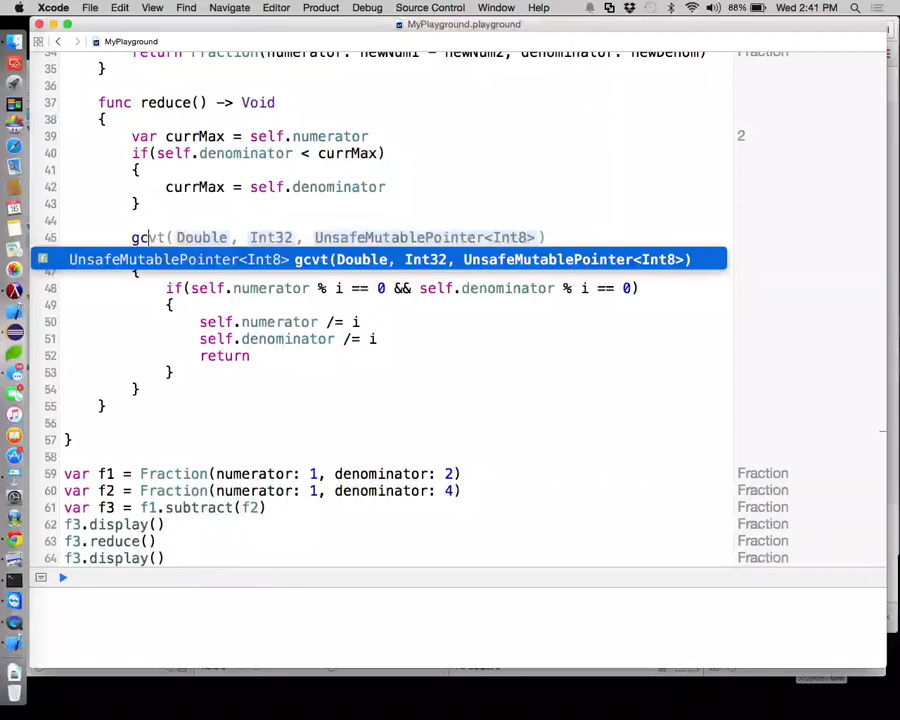 Xcode File Edit View Find Navigate Editor Product Debug Source Control Window Help 88% Wed 2:41 PM
MyPlayground.playground
MyPlayground
34 return Fraction(numerator: newNum1 - newNum2, denominator: newDenom) Fraction
35 }
36
37 func reduce() -> Void
38 {
39 var currMax = self.numerator 2
40 if(self.denominator < currMax)
41 {
42 currMax = self.denominator
43 }
44
45 gcvt(Double, Int32, UnsafeMutablePointer<Int8>)
f UnsafeMutablePointer<Int8> gcvt(Double, Int32, UnsafeMutablePointer<Int8>)
47 {
48 if(self.numerator % i == 0 && self.denominator % i == 0)
49 {
50 self.numerator /= i
51 self.denominator /= i
52 return
53 }
54 }
55 }
56
57 }
58
59 var f1 = Fraction(numerator: 1, denominator: 2) Fraction
60 var f2 = Fraction(numerator: 1, denominator: 4) Fraction
61 var f3 = f1.subtract(f2) Fraction
62 f3.display() Fraction
63 f3.reduce() Fraction
64 f3.display() Fraction